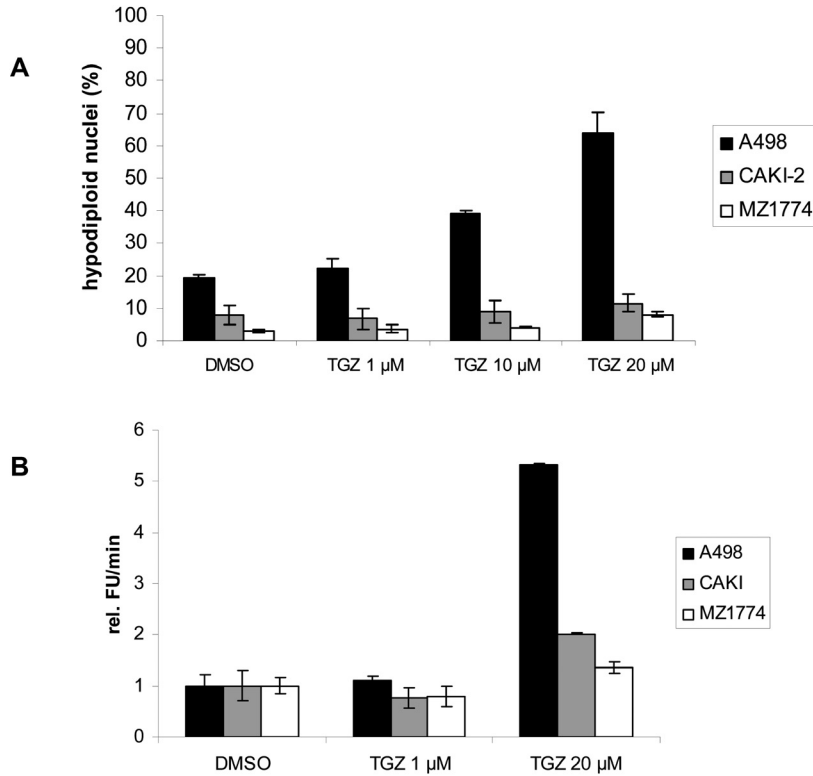 A
hypodiploid nuclei (%)
100
90
80
70
60
50
40
30
20
10
0
DMSO
TGZ 1 µM
TGZ 10 µM
TGZ 20 µM
A498
CAKI-2
MZ1774
B
rel. FU/min
6
5
4
3
2
1
0
DMSO
TGZ 1 µM
TGZ 20 µM
A498
CAKI
MZ1774